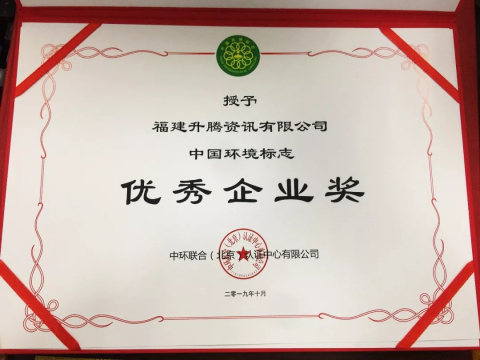 授予
福建升腾资讯有限公司
中国环境标志
优秀企业奖
中环联合（北京）认证中心有限公司
二零一九年十月